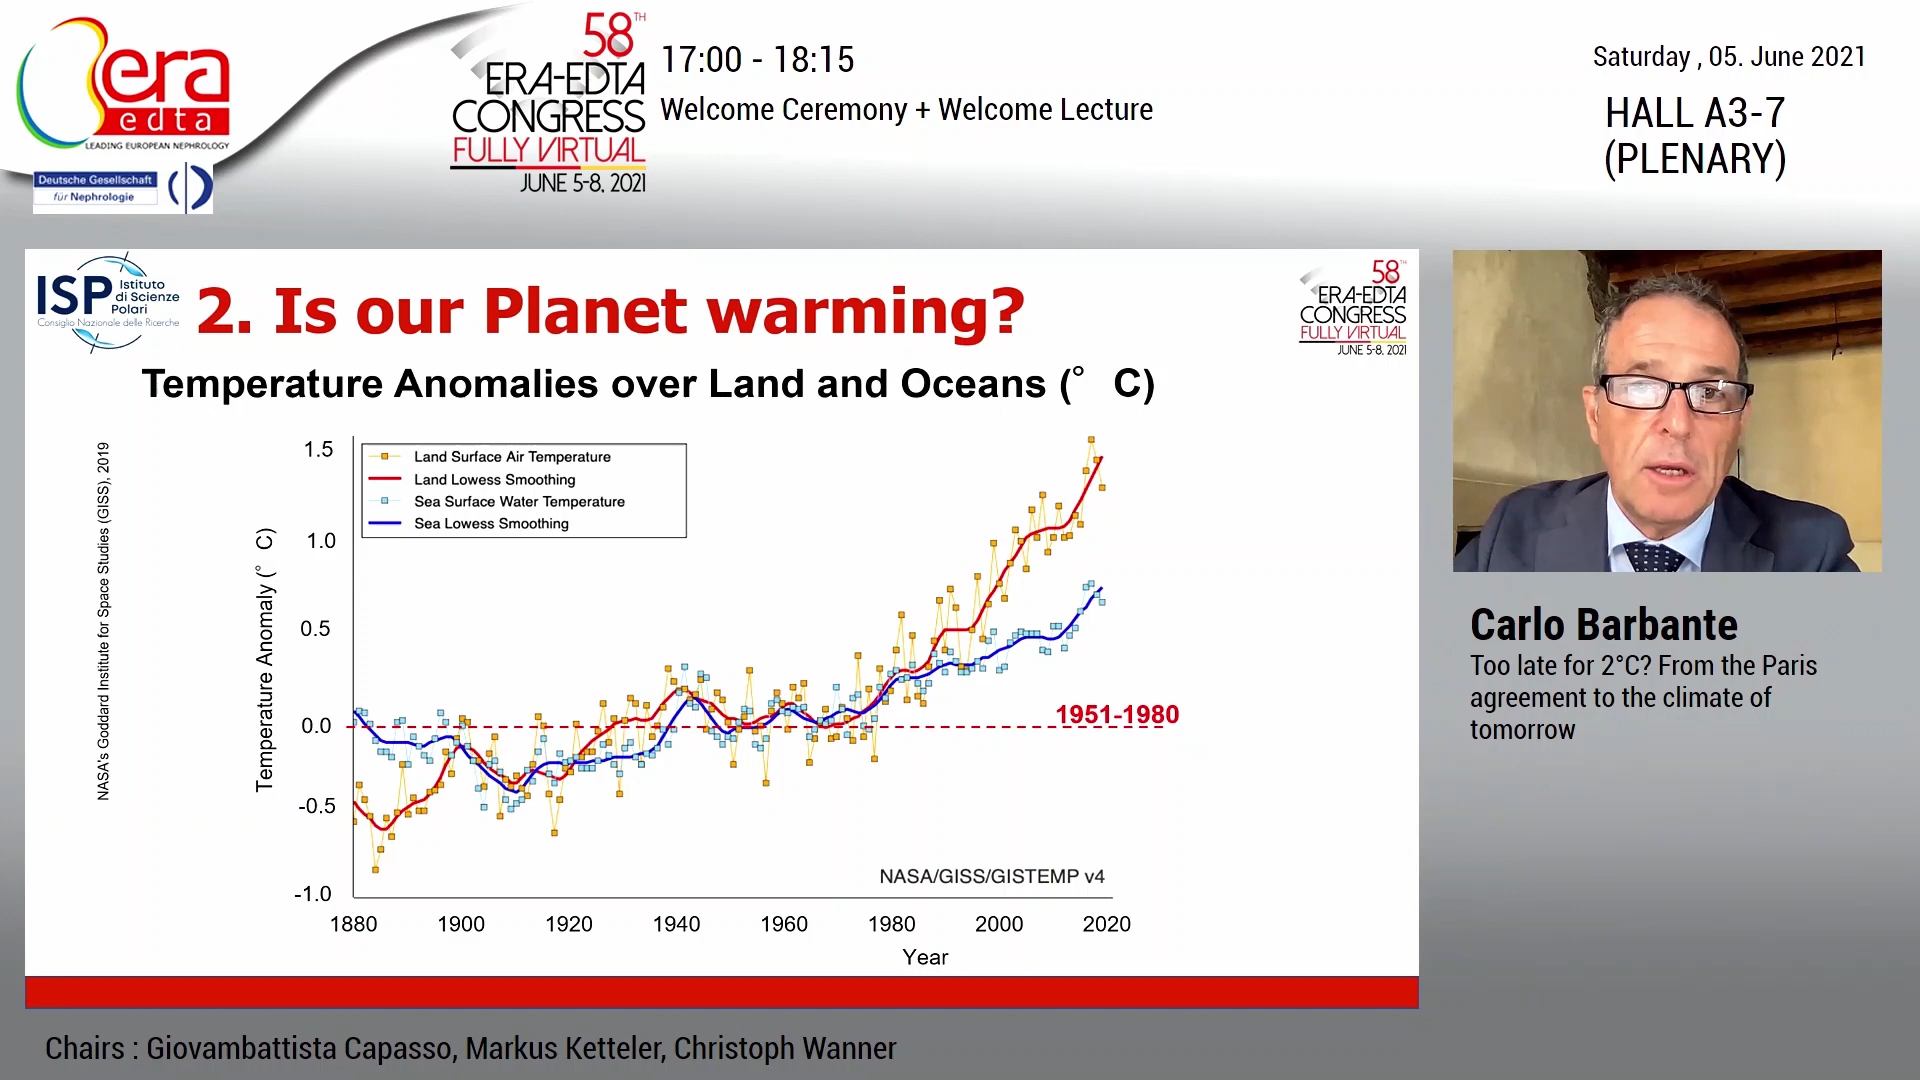 era
edta
LEADING EUROPEAN NEPHROLOGY
Deutsche Gesellschaft
für Nephrologie
58TH
ERA-EDTA
CONGRESS
FULLY VIRTUAL
JUNE 5-8, 2021
17:00 - 18:15
Welcome Ceremony + Welcome Lecture
Saturday , 05. June 2021
HALL A3-7
(PLENARY)
ISP Istituto
di Scienze
Polari
Consiglio Nazionale delle Ricerche
2. Is our Planet warming?
58TH
ERA-EDTA
CONGRESS
FULLY VIRTUAL
JUNE 5-8, 2021
Temperature Anomalies over Land and Oceans (° C)
NASA's Goddard Institute for Space Studies (GISS), 2019
Temperature Anomaly (° C)
1.5
1.0
0.5
0.0
-0.5
-1.0
Land Surface Air Temperature
Land Lowess Smoothing
Sea Surface Water Temperature
Sea Lowess Smoothing
1951-1980
NASA/GISS/GISTEMP v4
1880 1900 1920 1940 1960 1980 2000 2020
Year
Carlo Barbante
Too late for 2°C? From the Paris
agreement to the climate of
tomorrow
Chairs : Giovambattista Capasso, Markus Ketteler, Christoph Wanner